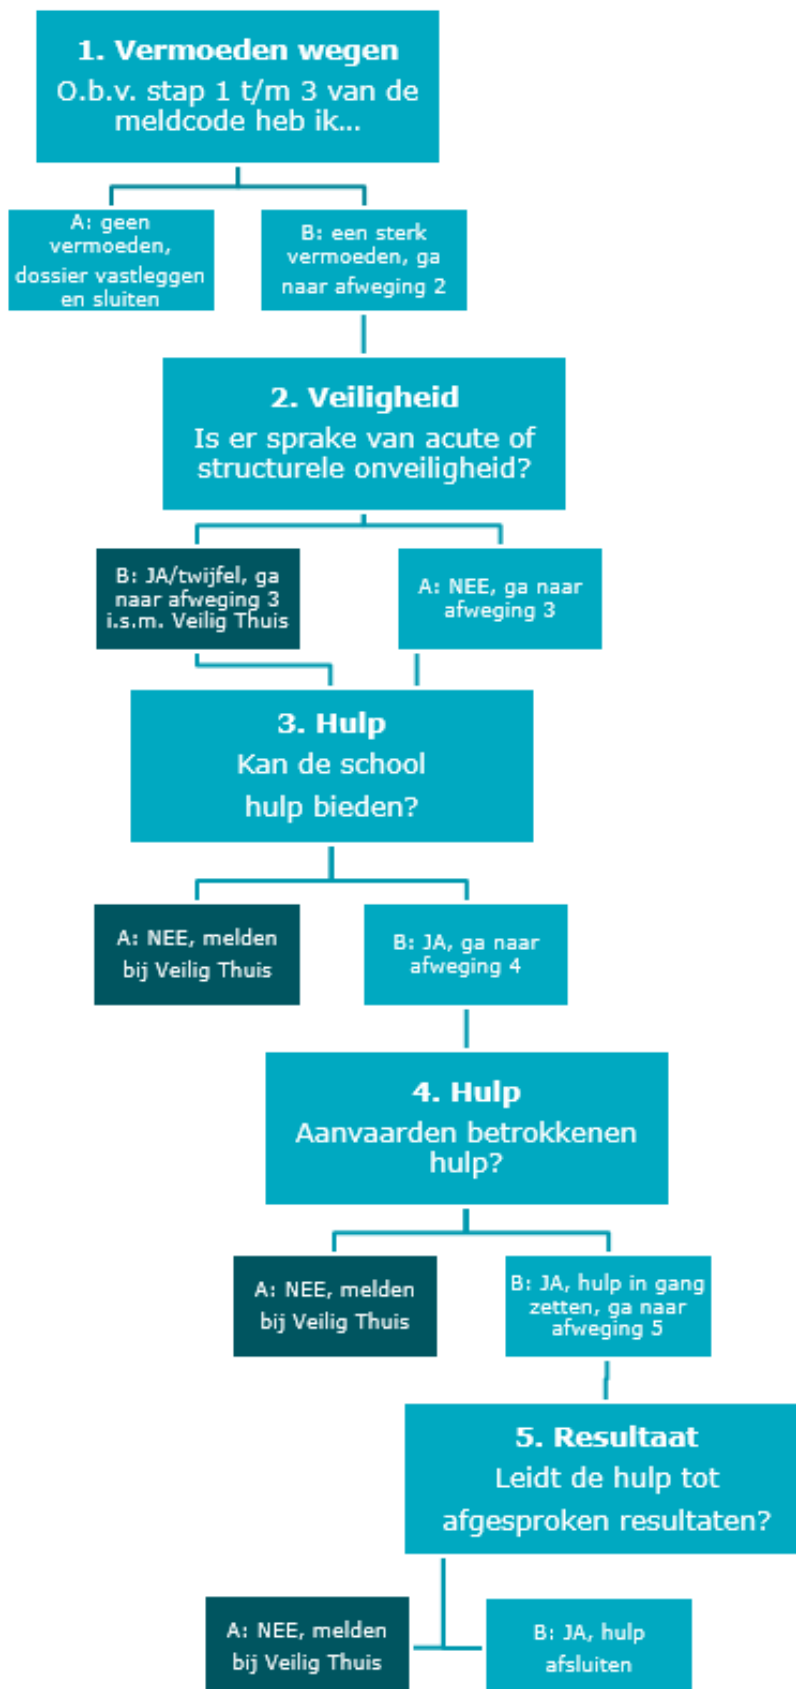 1. Vermoeden wegen
O.b.v. stap 1 t/m 3 van de
meldcode heb ik...
A: geen
vermoeden,
dossier vastleggen
en sluiten
B: een sterk
vermoeden, ga
naar afweging 2
2. Veiligheid
Is er sprake van acute of
structurele onveiligheid?
B: JA/twijfel, ga
naar afweging 3
i.s.m. Veilig Thuis
A: NEE, ga naar
afweging 3
3. Hulp
Kan de school
hulp bieden?
A: NEE, melden
bij Veilig Thuis
B: JA, ga naar
afweging 4
4. Hulp
Aanvaarden betrokkenen
hulp?
A: NEE, melden
bij Veilig Thuis
B: JA, hulp in gang
zetten, ga naar
afweging 5
5. Resultaat
Leidt de hulp tot
afgesproken resultaten?
A: NEE, melden
bij Veilig Thuis
B: JA, hulp
afsluiten